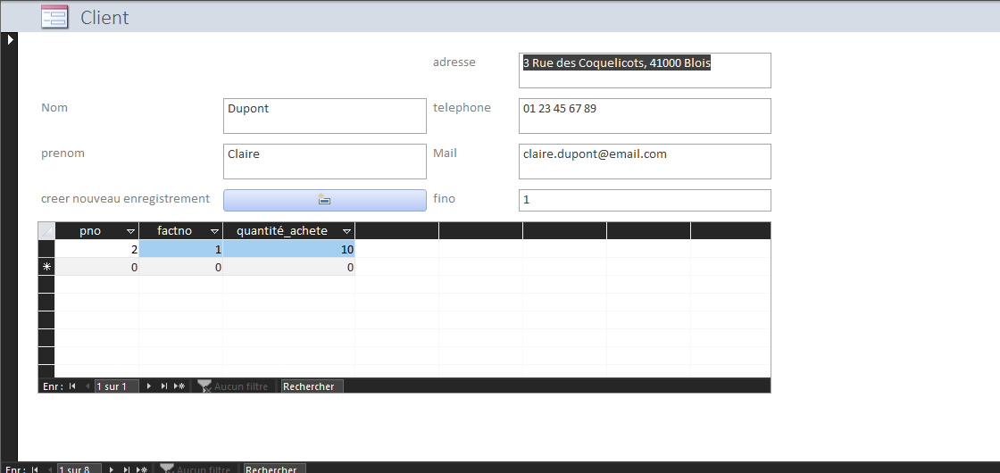 Client
adresse 3 Rue des Coquelicots, 41000 Blois
Nom Dupont telephone 01 23 45 67 89
prenom Claire Mail claire.dupont@email.com
creer nouveau enregistrement fino 1
pno factno quantité_achete
2 1 10
0 0 0
Enr : 1 sur 1 Aucun filtre Rechercher
Enr : 1 sur 8 Aucun filtre Rechercher